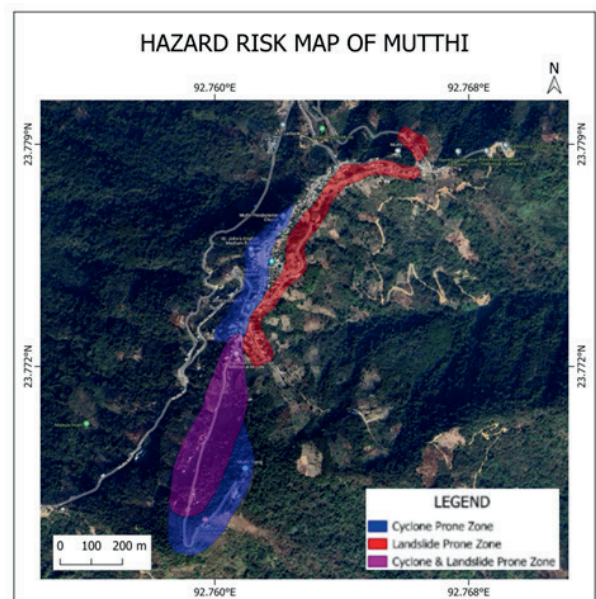 HAZARD RISK MAP OF MUTTHI
N
92.760°E
92.768°E
23.779°N
23.779°N
23.772°N
23.772°N
0 100 200 m
LEGEND
Cyclone Prone Zone
Landslide Prone Zone
Cyclone & Landslide Prone Zone
92.760°E
92.768°E